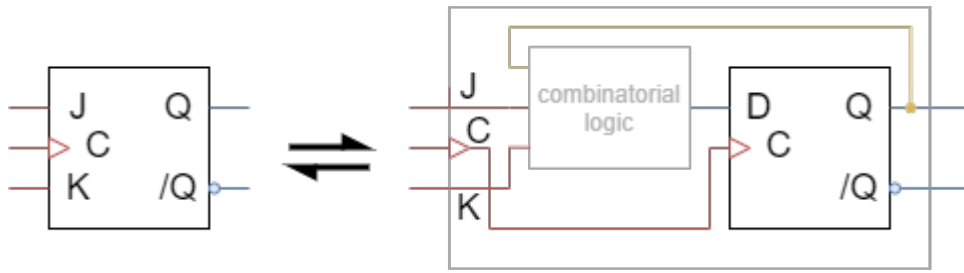 J Q
C
K /Q
J
C
K
combinatorial
logic
D Q
C
/Q